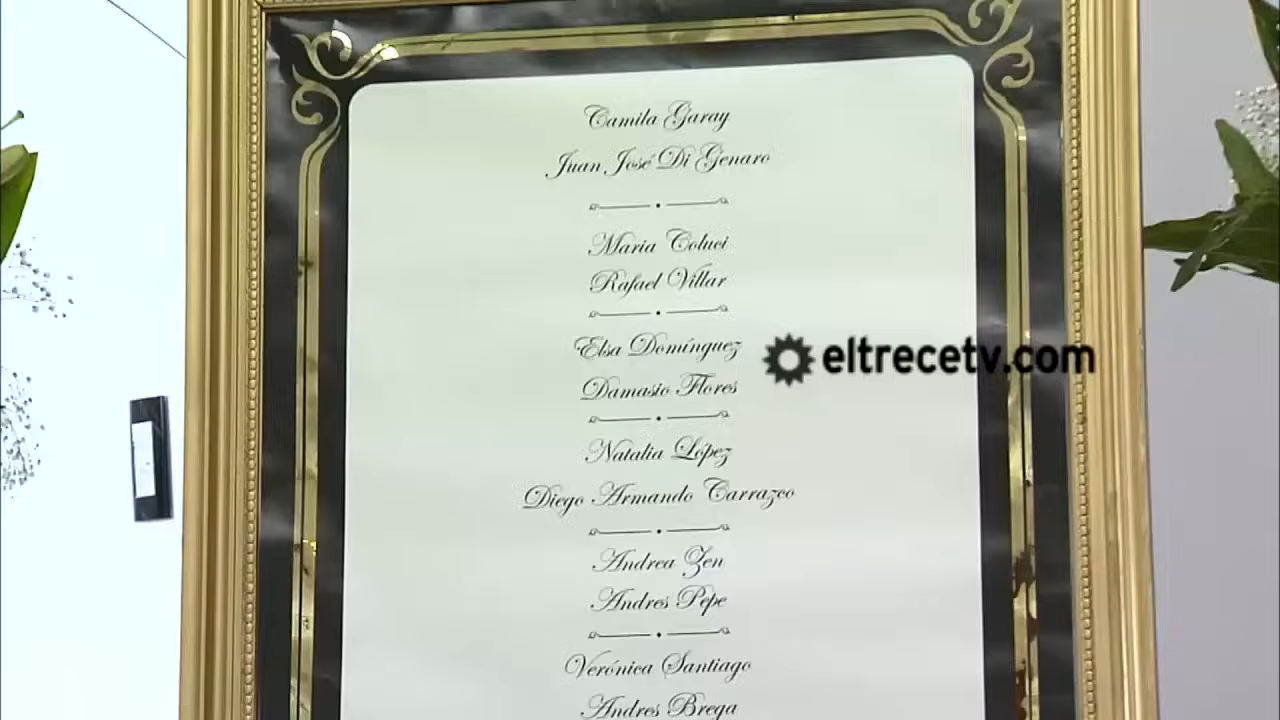 Camila Garay
Juan José Di Genaro
Maria Coluci
Rafael Villar
Elsa Domínguez
eltrecetv.com
Damasio Flores
Natalia López
Diego Armando Carrazco
Andrea Zen
Andres Pepe
Verónica Santiago
Andres Brega